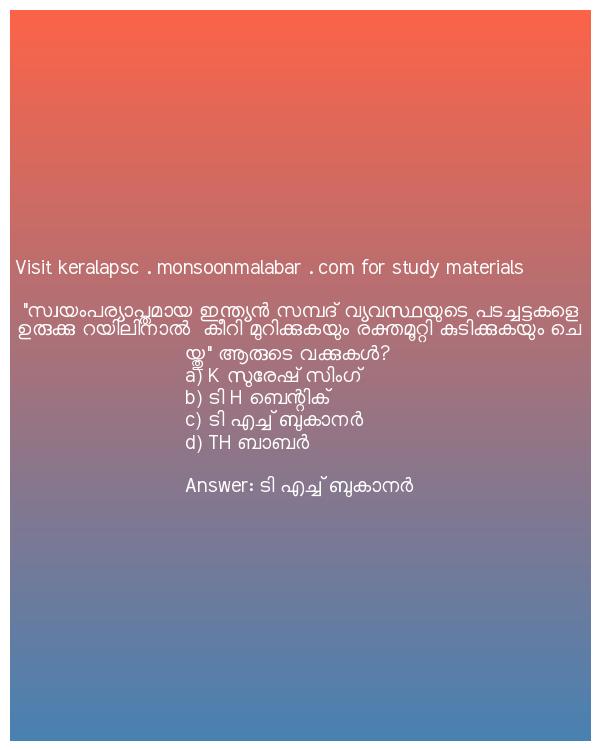 Visit keralapsc . monsoonmalabar . com for study materials
"സ്വയംപര്യാപ്തമായ ഇന്ത്യൻ സമ്പദ് വ്യവസ്ഥയുടെ പടച്ചട്ടകളെ
ഉരുക്കു റയിലിനാൽ കീറി മുറിക്കുകയും രക്തമൂറ്റി കുടിക്കുകയും ചെ
യ്തു" ആരുടെ വക്കുകൾ?
a) K സുരേഷ് സിംഗ്
b) ടി H ബെന്റിക്
c) ടി എച്ച് ബുകാനർ
d) TH ബാബർ
Answer: ടി എച്ച് ബുകാനർ